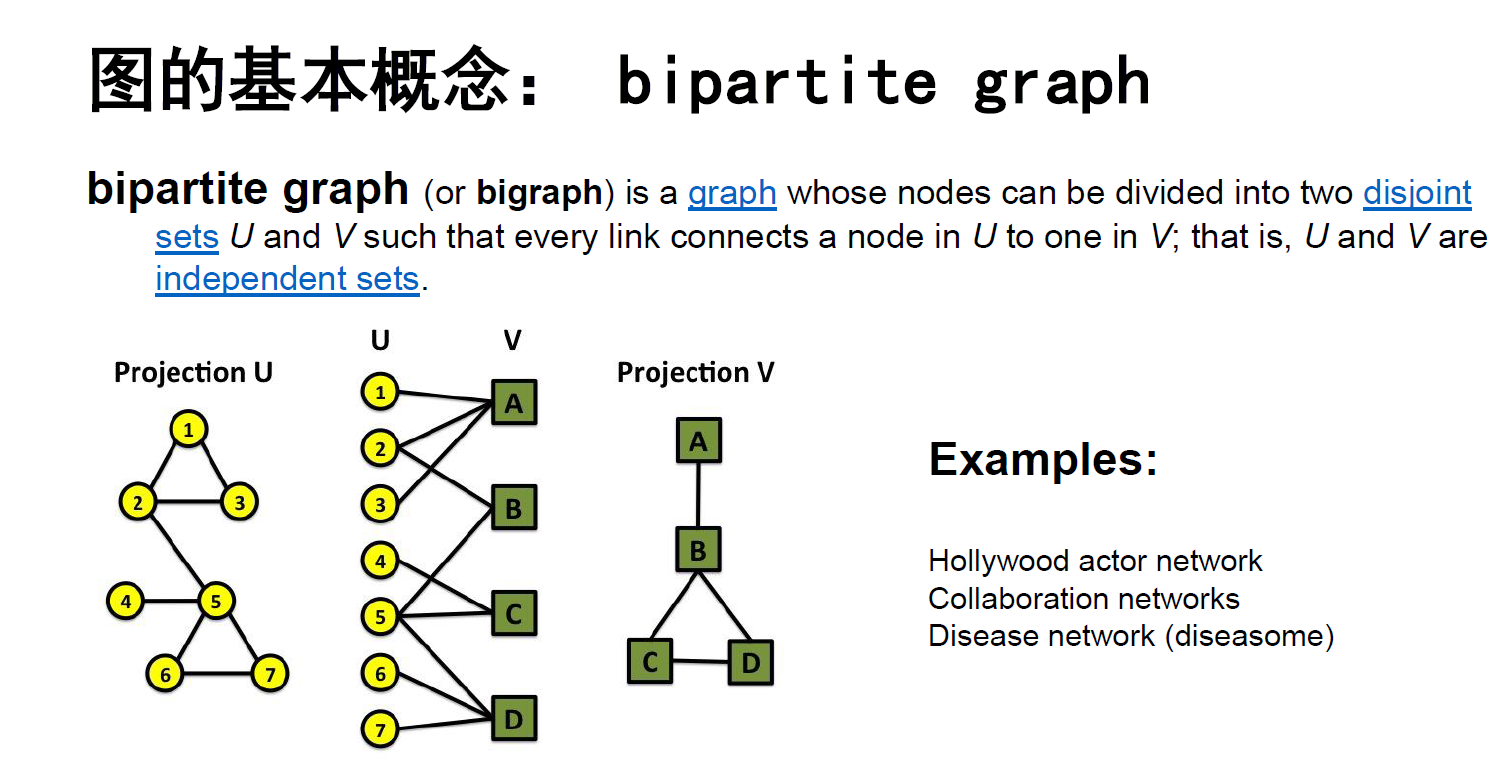 图的基本概念： bipartite graph
bipartite graph (or bigraph) is a graph whose nodes can be divided into two disjoint
sets U and V such that every link connects a node in U to one in V; that is, U and V are
independent sets.
Projection U
1
2 3
4 5
6 7
U V
1
2
3
4
5
6
7
A
B
C
D
Projection V
A
B
C D
Examples:
Hollywood actor network
Collaboration networks
Disease network (diseasome)